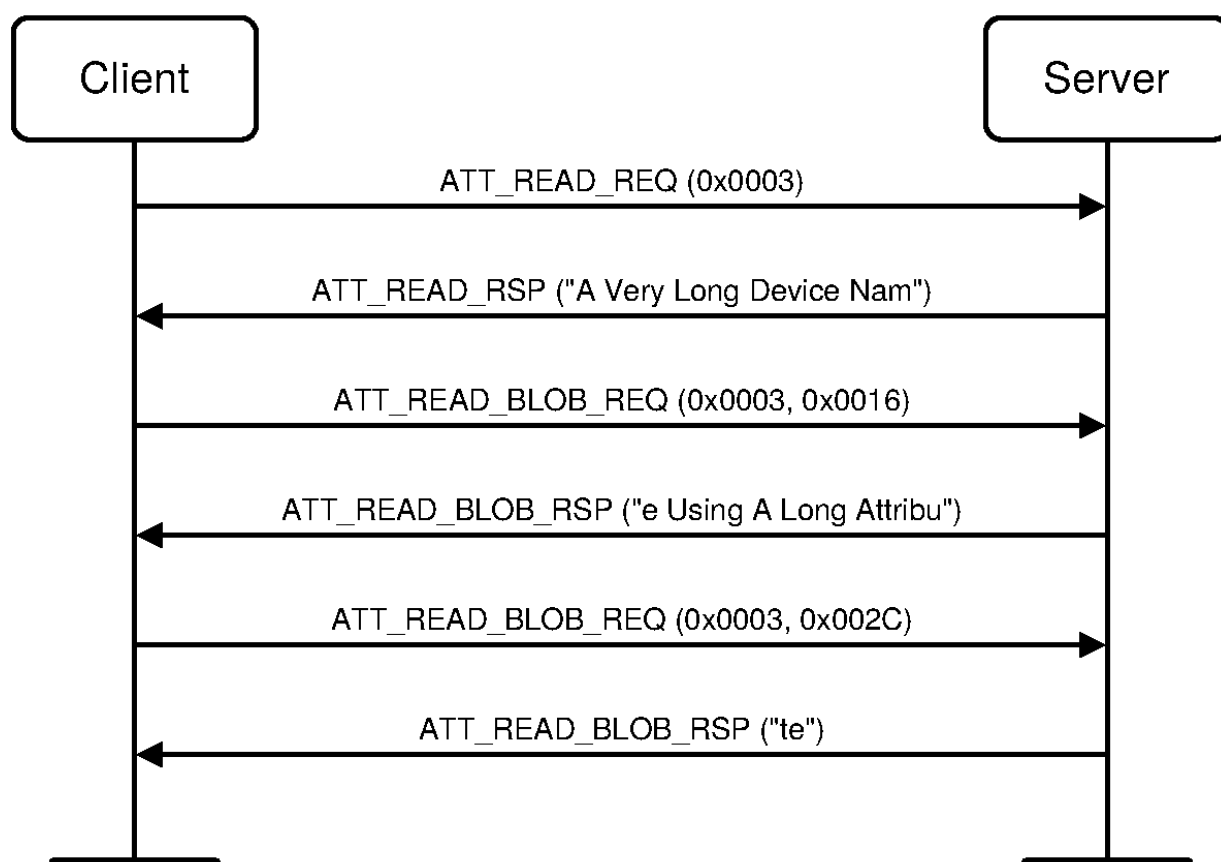 Client
Server
ATT_READ_REQ (0x0003)
ATT_READ_RSP ("A Very Long Device Nam")
ATT_READ_BLOB_REQ (0x0003, 0x0016)
ATT_READ_BLOB_RSP ("e Using A Long Attribu")
ATT_READ_BLOB_REQ (0x0003, 0x002C)
ATT_READ_BLOB_RSP ("te")